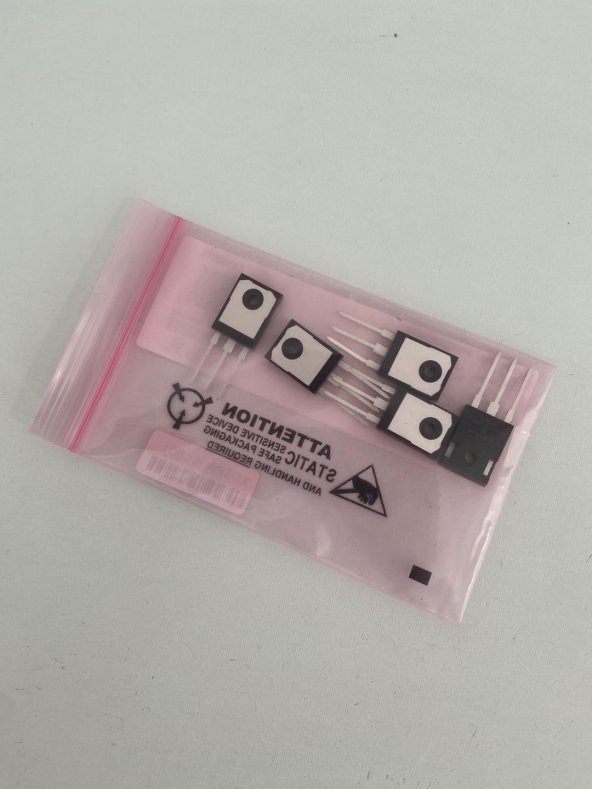 ATTENTION
STATIC SENSITIVE DEVICE
SAFE PACKAGING
AND HANDLING REQUIRED